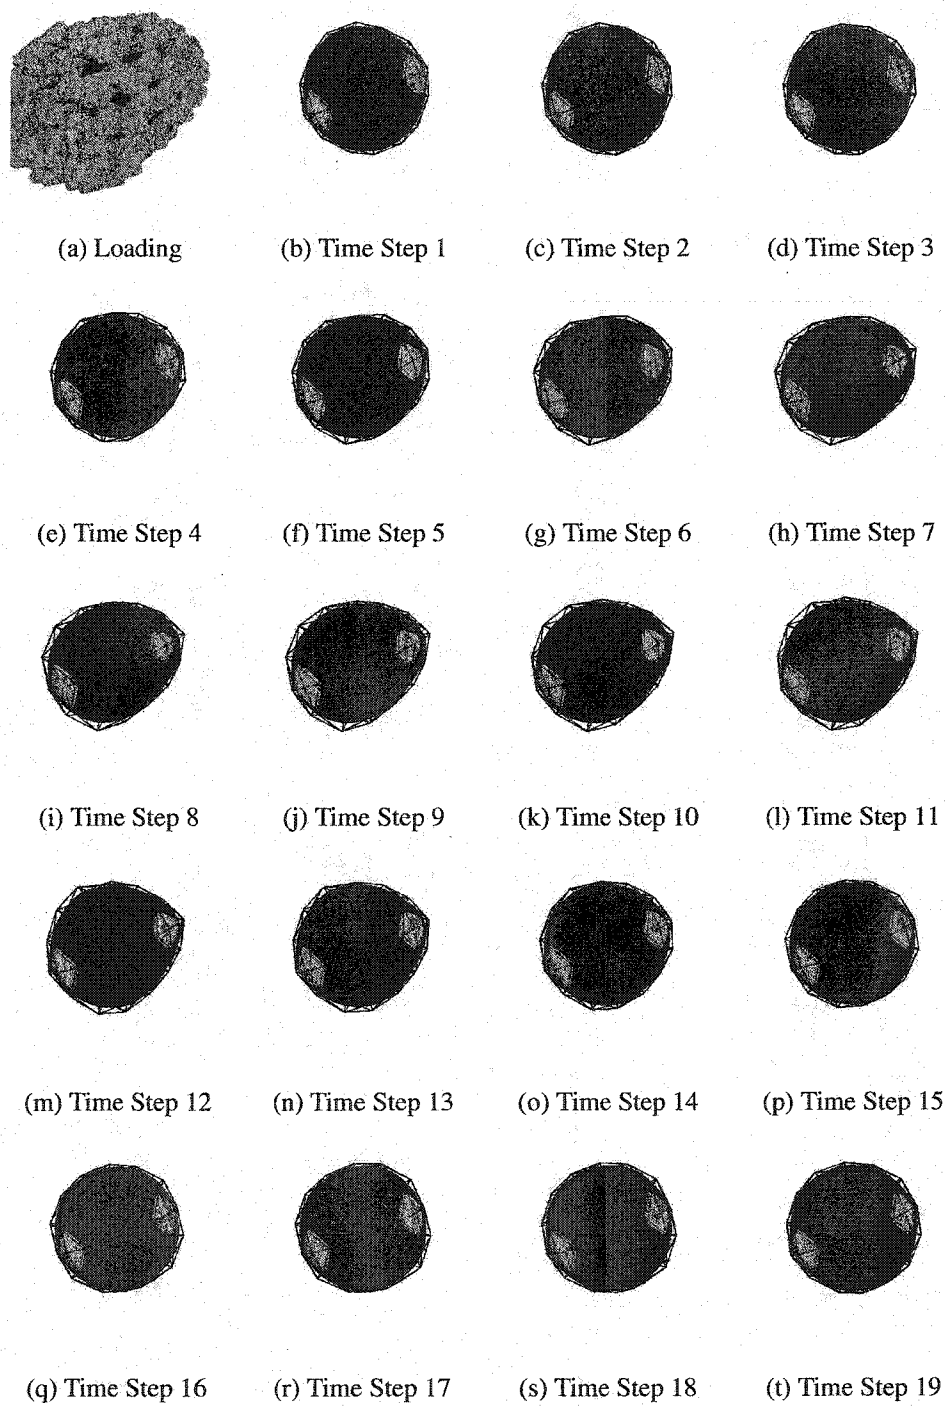 (a) Loading
(b) Time Step 1
(c) Time Step 2
(d) Time Step 3
(e) Time Step 4
(f) Time Step 5
(g) Time Step 6
(h) Time Step 7
(i) Time Step 8
(j) Time Step 9
(k) Time Step 10
(l) Time Step 11
(m) Time Step 12
(n) Time Step 13
(o) Time Step 14
(p) Time Step 15
(q) Time Step 16
(r) Time Step 17
(s) Time Step 18
(t) Time Step 19